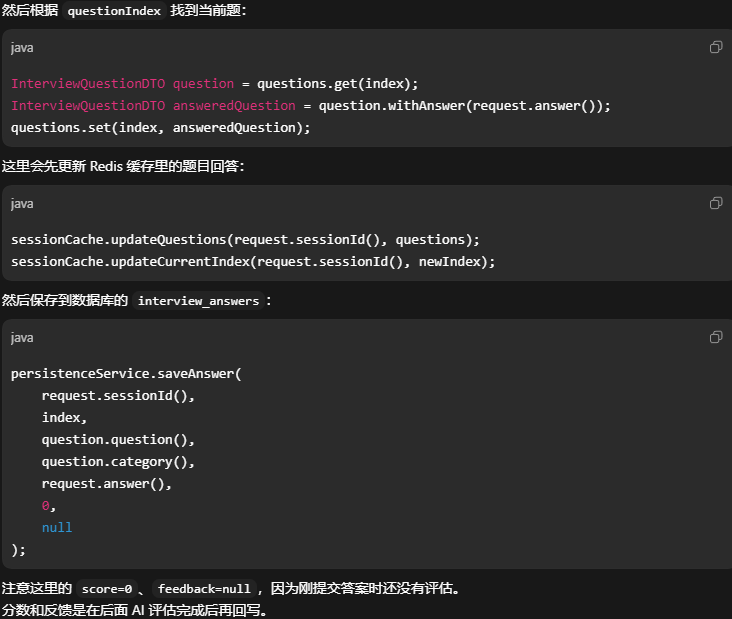 然后根据 questionIndex 找到当前题：
java
InterviewQuestionDTO question = questions.get(index);
InterviewQuestionDTO answeredQuestion = question.withAnswer(request.answer());
questions.set(index, answeredQuestion);
这里会先更新 Redis 缓存里的题目回答：
java
sessionCache.updateQuestions(request.sessionId(), questions);
sessionCache.updateCurrentIndex(request.sessionId(), newIndex);
然后保存到数据库的 interview_answers：
java
persistenceService.saveAnswer(
    request.sessionId(),
    index,
    question.question(),
    question.category(),
    request.answer(),
    0,
    null
);
注意这里的 score=0、feedback=null，因为刚提交答案时还没有评估。
分数和反馈是在后面 AI 评估完成后再回写。